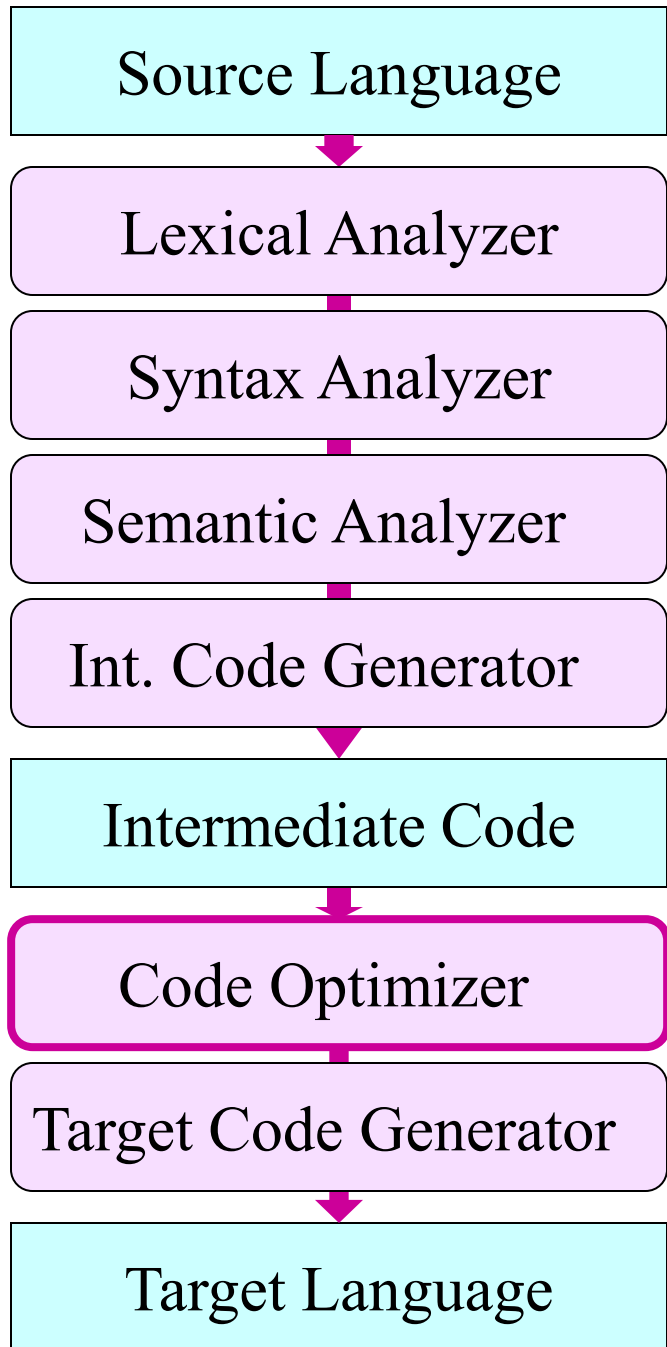 Source Language
Lexical Analyzer
Syntax Analyzer
Semantic Analyzer
Int. Code Generator
Intermediate Code
Code Optimizer
Target Code Generator
Target Language